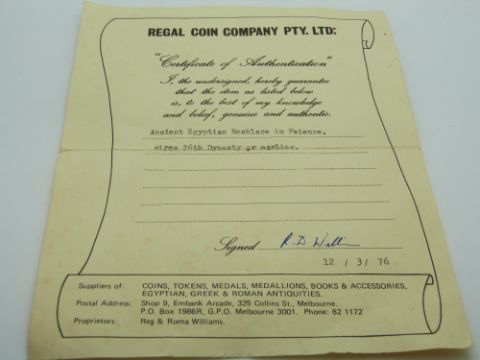 REGAL COIN COMPANY PTY. LTD:
"Certificate of Authentication"
I, the undersigned, hereby guarantee
that the item as listed below
is, to the best of my knowledge
and belief, genuine and authentic.
Ancient Egyptian Necklace in Faience,
circa 26th Dynasty or earlier.
Signed
12 / 3/ 76
Suppliers of: COINS, TOKENS, MEDALS, MEDALLIONS, BOOKS & ACCESSORIES,
EGYPTIAN, GREEK & ROMAN ANTIQUITIES.
Postal Address: Shop 9, Embank Arcade, 325 Collins St., Melbourne.
P.O. Box 1986R, G.P.O. Melbourne 3001. Phone: 62 1172
Proprietors: Reg & Roma Williams.